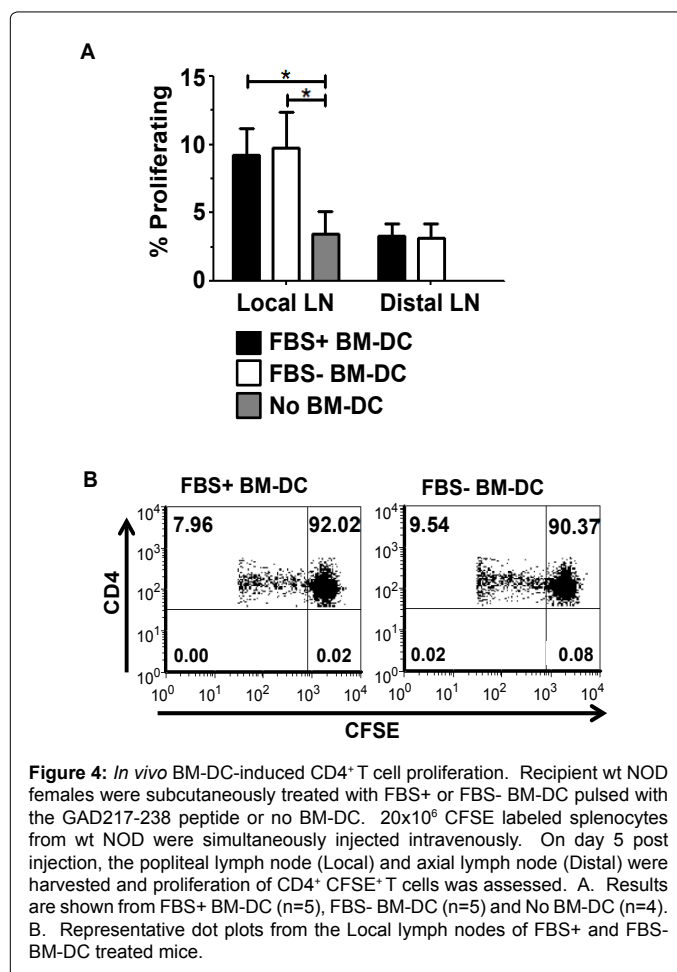 A
*
*
15
10
5
0
% Proliferating
Local LN Distal LN
FBS+ BM-DC
FBS- BM-DC
No BM-DC
B
FBS+ BM-DC FBS- BM-DC
10⁴ 10³ 10² 10¹ 10⁰
7.96 92.02
0.00 0.02
10⁰ 10¹ 10² 10³ 10⁴
10⁴ 10³ 10² 10¹ 10⁰
9.54 90.37
0.02 0.08
10⁰ 10¹ 10² 10³ 10⁴
CD4
CFSE
Figure 4: In vivo BM-DC-induced CD4⁺ T cell proliferation. Recipient wt NOD
females were subcutaneously treated with FBS+ or FBS- BM-DC pulsed with
the GAD217-238 peptide or no BM-DC. 20x10⁶ CFSE labeled splenocytes
from wt NOD were simultaneously injected intravenously. On day 5 post
injection, the popliteal lymph node (Local) and axial lymph node (Distal) were
harvested and proliferation of CD4⁺ CFSE⁺ T cells was assessed. A. Results
are shown from FBS+ BM-DC (n=5), FBS- BM-DC (n=5) and No BM-DC (n=4).
B. Representative dot plots from the Local lymph nodes of FBS+ and FBS-
BM-DC treated mice.